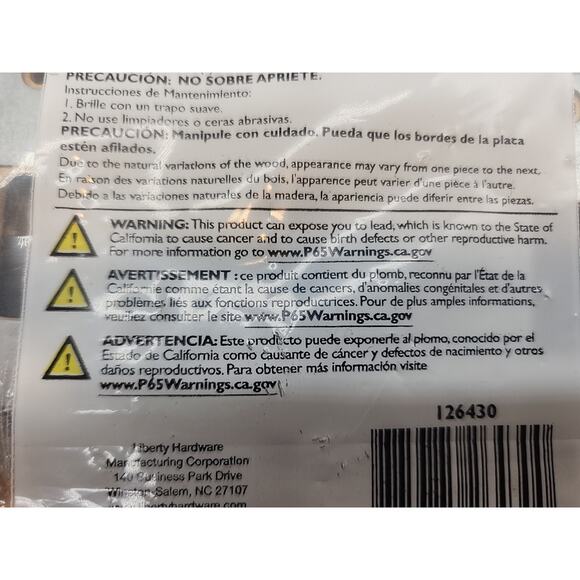 PRECAUCIÓN: NO SOBRE APRIETE.
Instrucciones de Mantenimiento:
1. Brille con un trapo suave.
2. No use limpiadores o ceras abrasivas.
PRECAUCIÓN: Manipule con cuidado. Pueda que los bordes de la placa
estén afilados.
Due to the natural variations of the wood, appearance may vary from one piece to the next.
En raison des variations naturelles du bois, l'apparence peut varier d'une pièce à l'autre.
Debido a las variaciones naturales de la madera, la apariencia puede diferir entre las piezas.
WARNING: This product can expose you to lead, which is known to the State of
California to cause cancer and to cause birth defects or other reproductive harm.
For more information go to www.P65Warnings.ca.gov
AVERTISSEMENT : ce produit contient du plomb, reconnu par l'État de la
Californie comme étant la cause de cancers, d'anomalies congénitales et d'autres
problèmes liés aux fonctions reproductrices. Pour de plus amples informations,
veuillez consulter le site www.P65Warnings.ca.gov
ADVERTENCIA: Este producto puede exponerle al plomo, conocido por el
Estado de California como causante de cáncer y defectos de nacimiento y otros
daños reproductivos. Para obtener más información visite
www.P65Warnings.ca.gov
126430
Liberty Hardware
Manufacturing Corporation
140 Business Park Drive
Winston-Salem, NC 27107
www.libertyhardware.com